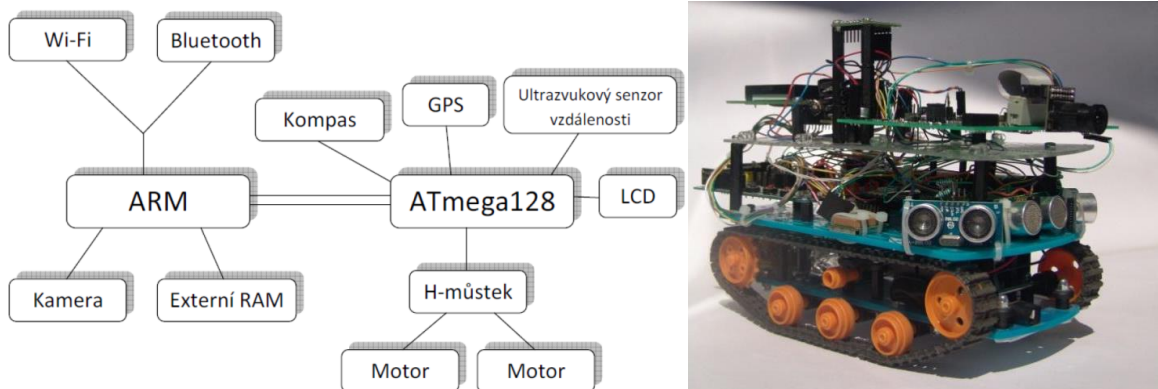 Wi-Fi
Bluetooth
Kompas
GPS
Ultrazvukový senzor
vzdálenosti
ARM
ATmega128
LCD
Kamera
Externí RAM
H-můstek
Motor
Motor